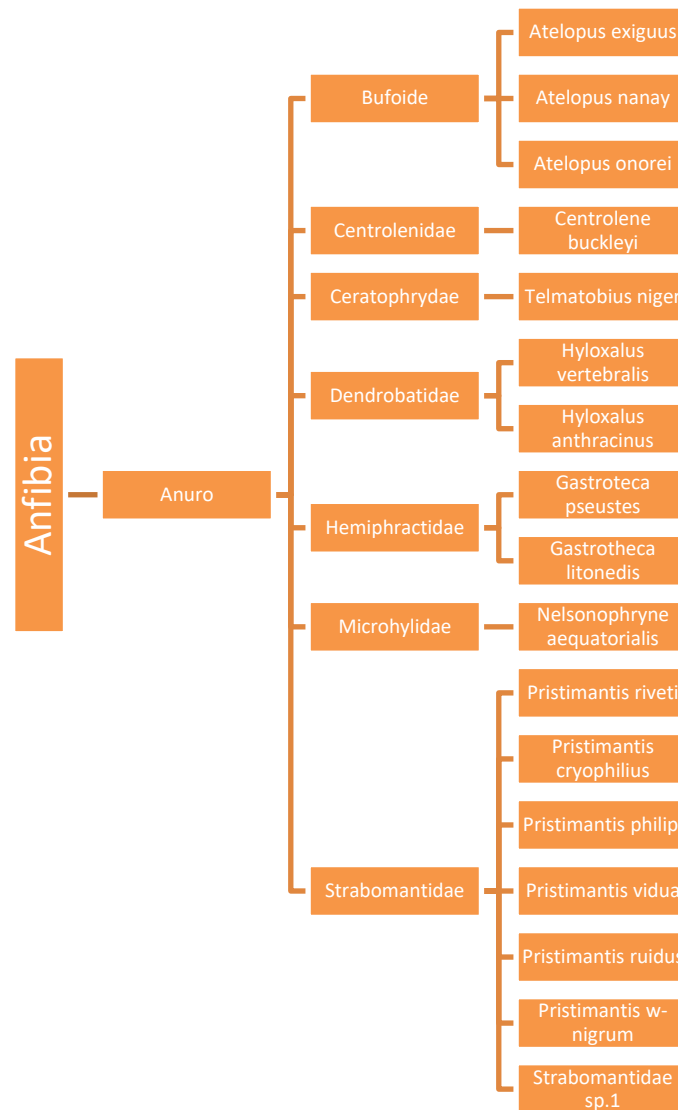 Anfibia
Anuro
Bufoide
Atelopus exiguus
Atelopus nanay
Atelopus onorei
Centrolenidae
Centrolene
buckleyi
Ceratophrydae
Telmatobius niger
Dendrobatidae
Hyloxalus
vertebralis
Hyloxalus
anthracinus
Hemiphractidae
Gastroteca
pseustes
Gastrotheca
litonedis
Microhylidae
Nelsonophryne
aequatorialis
Strabomantidae
Pristimantis riveti
Pristimantis
cryophilius
Pristimantis philip
Pristimantis vidua
Pristimantis ruidus
Pristimantis w-
nigrum
Strabomantidae
sp.1